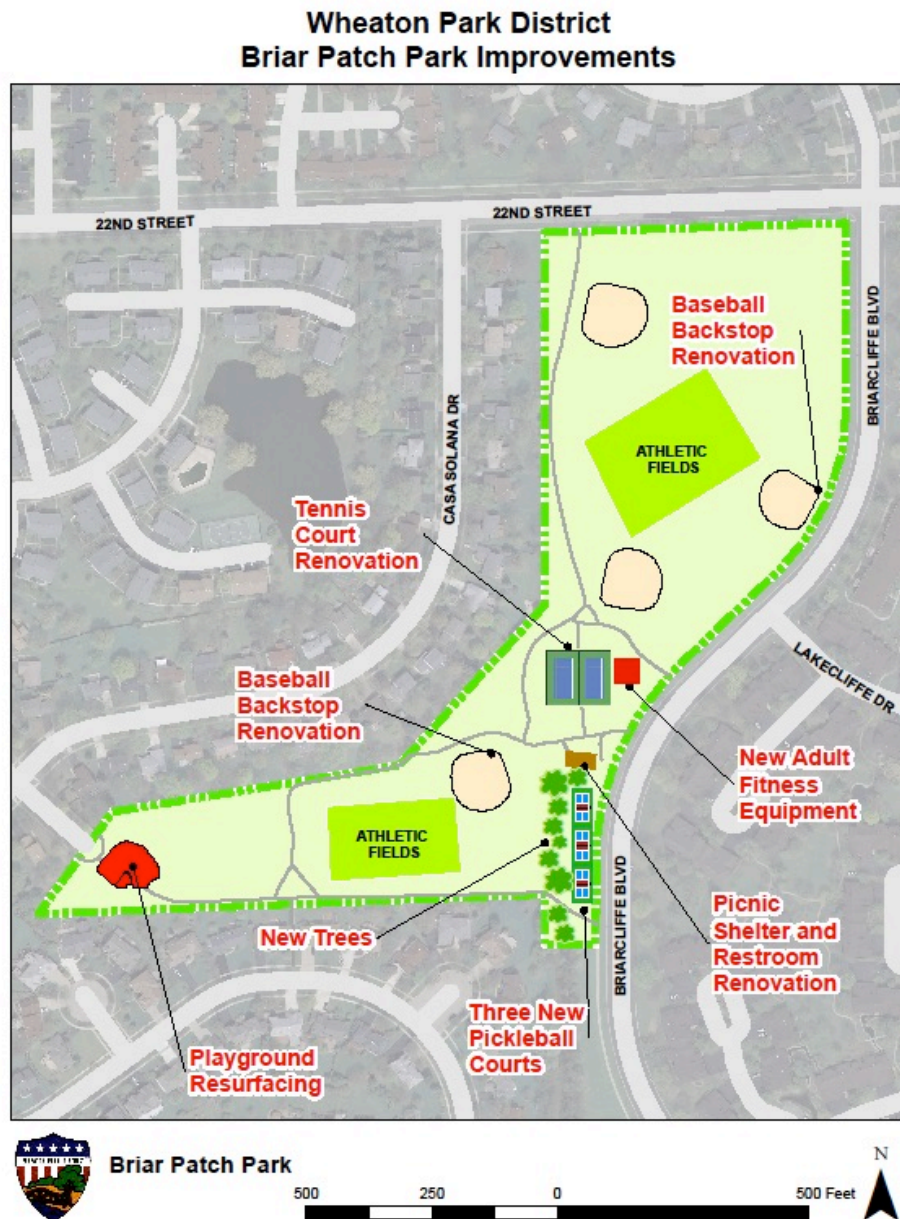 Wheaton Park District
Briar Patch Park Improvements
22ND STREET
22ND STREET
Baseball
Backstop
Renovation
BRIARCLIFFE BLVD
CASA SOLANA DR
ATHLETIC
FIELDS
Tennis
Court
Renovation
LAKECLIFFE DR
Baseball
Backstop
Renovation
New Adult
Fitness
Equipment
ATHLETIC
FIELDS
New Trees
Picnic
Shelter and
Restroom
Renovation
BRIARCLIFFE BLVD
Three New
Pickleball
Courts
Playground
Resurfacing
Briar Patch Park
N
500 250 0 500 Feet